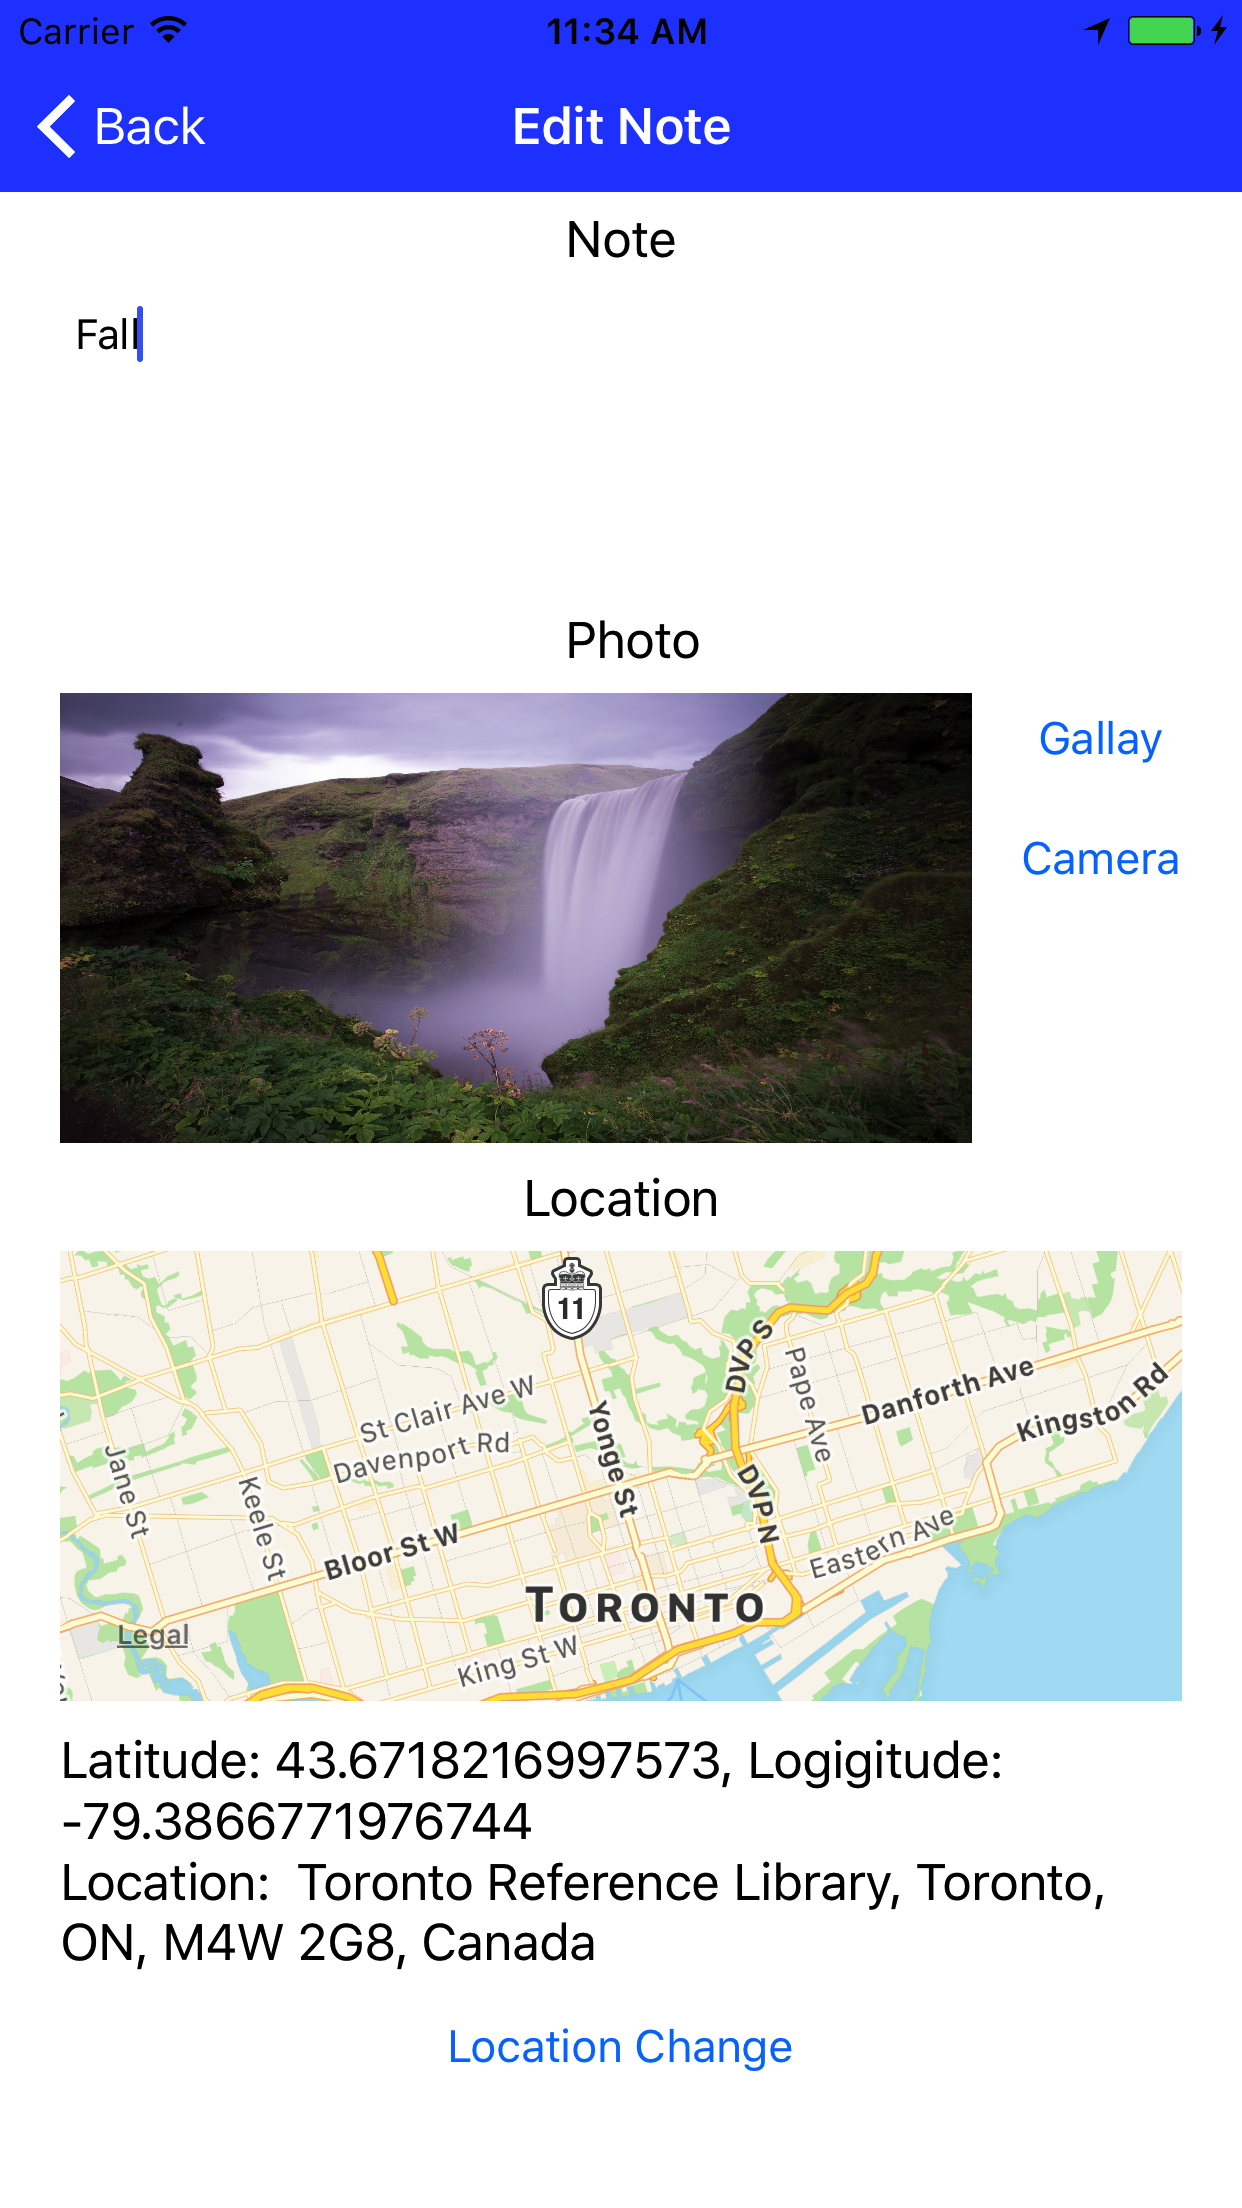 Carrier 11:34 AM
Back Edit Note
Note
Fall
Photo
Gallay
Camera
Location
11
DVP S
Pape Ave
Danforth Ave
Kingston Rd
St Clair Ave W
Yonge St
Davenport Rd
Jane St
Keele St
DVP N
Bloor St W
Eastern Ave
TORONTO
Legal
King St W
Latitude: 43.6718216997573, Logigitude:
-79.3866771976744
Location:  Toronto Reference Library, Toronto,
ON, M4W 2G8, Canada
Location Change